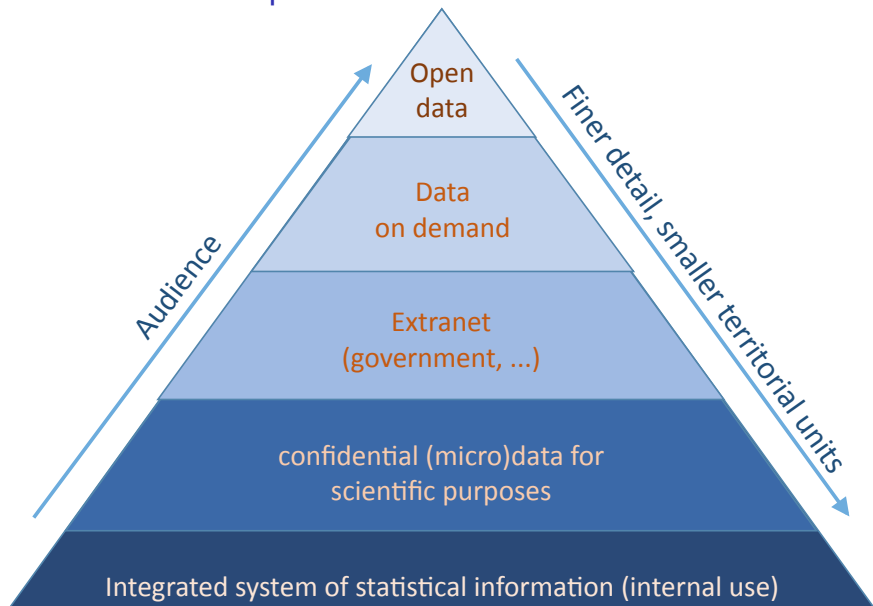 Open
data
Data
on demand
Extranet
(government, ...)
confidential (micro)data for
scientific purposes
Integrated system of statistical information (internal use)
Audience
Finer detail, smaller territorial units